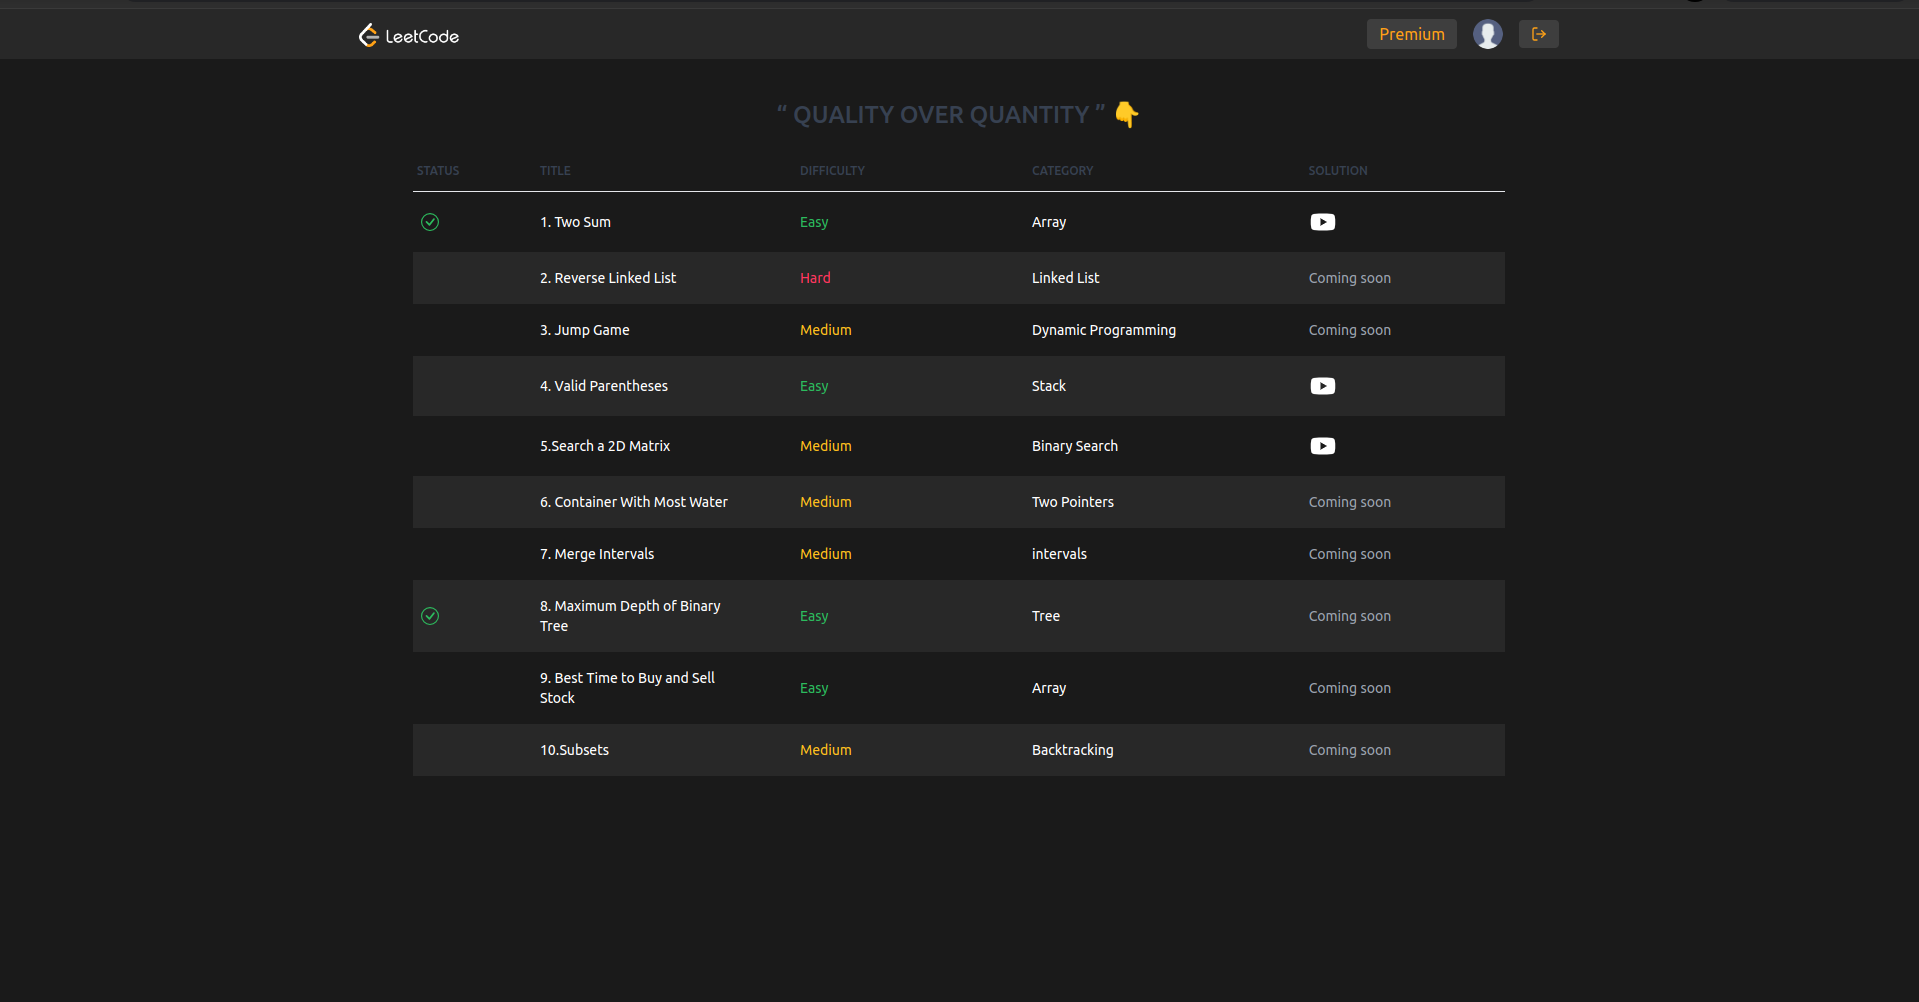 LeetCode
Premium
“ QUALITY OVER QUANTITY ” 👇
STATUS TITLE DIFFICULTY CATEGORY SOLUTION
1. Two Sum Easy Array
2. Reverse Linked List Hard Linked List Coming soon
3. Jump Game Medium Dynamic Programming Coming soon
4. Valid Parentheses Easy Stack
5.Search a 2D Matrix Medium Binary Search
6. Container With Most Water Medium Two Pointers Coming soon
7. Merge Intervals Medium intervals Coming soon
8. Maximum Depth of Binary
Tree Easy Tree Coming soon
9. Best Time to Buy and Sell
Stock Easy Array Coming soon
10.Subsets Medium Backtracking Coming soon